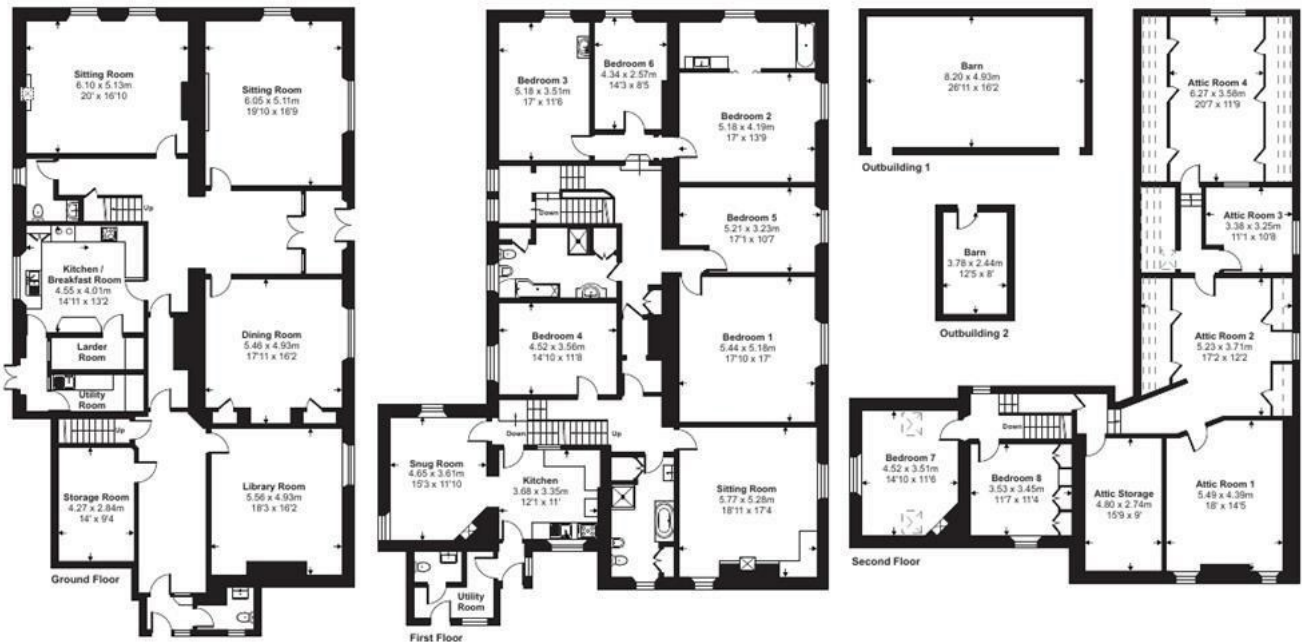 Sitting Room
6.10 x 5.13m
20' x 16'10
Sitting Room
6.05 x 5.11m
19'10 x 16'9
Up
Kitchen /
Breakfast Room
4.55 x 4.01m
14'11 x 13'2
Larder
Room
Utility
Room
Dining Room
5.46 x 4.93m
17'11 x 16'2
Up
Storage Room
4.27 x 2.84m
14' x 9'4
Library Room
5.56 x 4.93m
18'3 x 16'2
Ground Floor
Bedroom 3
5.18 x 3.51m
17' x 11'6
Bedroom 6
4.34 x 2.57m
14'3 x 8'5
Bedroom 2
5.18 x 4.19m
17' x 13'9
Down
Bedroom 5
5.21 x 3.23m
17'1 x 10'7
Bedroom 4
4.52 x 3.56m
14'10 x 11'8
Bedroom 1
5.44 x 5.18m
17'10 x 17'
Down
Up
Snug Room
4.65 x 3.61m
15'3 x 11'10
Kitchen
3.68 x 3.35m
12'1 x 11'
Sitting Room
5.77 x 5.28m
18'11 x 17'4
Utility
Room
First Floor
Barn
8.20 x 4.93m
26'11 x 16'2
Outbuilding 1
Barn
3.78 x 2.44m
12'5 x 8'
Outbuilding 2
Attic Room 4
6.27 x 3.58m
20'7 x 11'9
Attic Room 3
3.38 x 3.25m
11'1 x 10'8
Attic Room 2
5.23 x 3.71m
17'2 x 12'2
Down
Bedroom 7
4.52 x 3.51m
14'10 x 11'6
Bedroom 8
3.53 x 3.45m
11'7 x 11'4
Attic Storage
4.80 x 2.74m
15'9 x 9'
Attic Room 1
5.49 x 4.39m
18' x 14'5
Second Floor